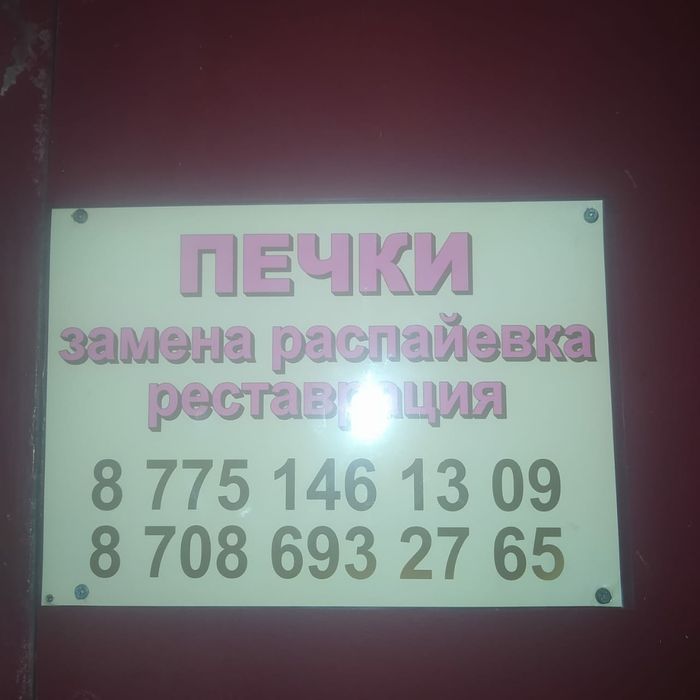 ПЕЧКИ
замена распайевка
реставрация
8 775 146 13 09
8 708 693 27 65